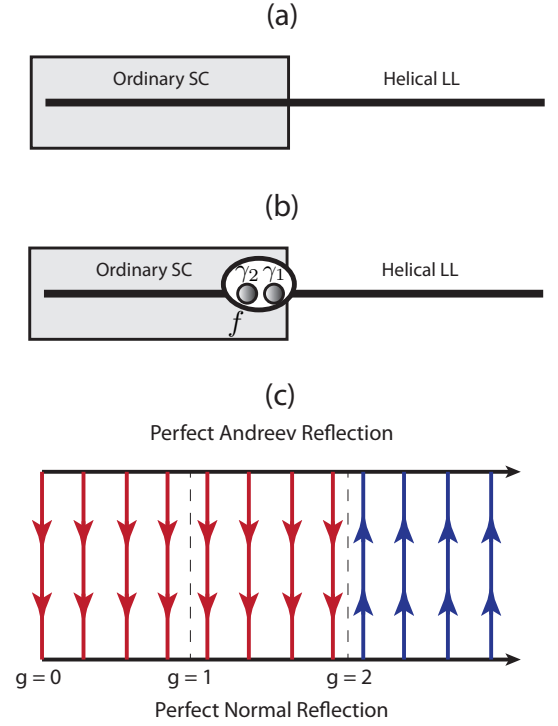 (a)
Ordinary SC Helical LL
(b)
Ordinary SC γ2 γ1 Helical LL
f
(c)
Perfect Andreev Reflection
g = 0 g = 1 g = 2
Perfect Normal Reflection